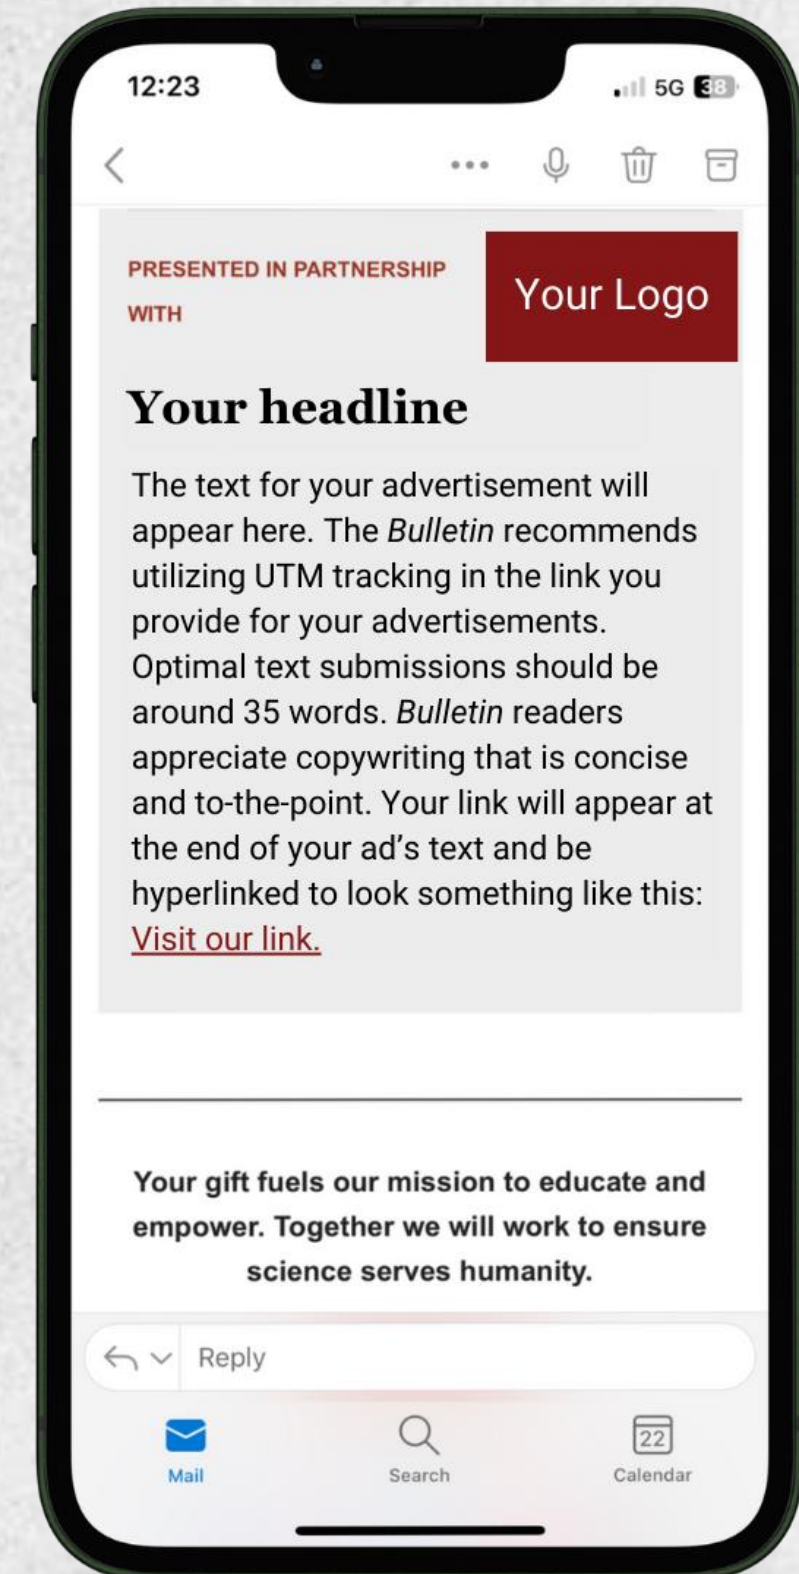 12:23
5G 38
PRESENTED IN PARTNERSHIP
WITH
Your Logo
Your headline
The text for your advertisement will
appear here. The Bulletin recommends
utilizing UTM tracking in the link you
provide for your advertisements.
Optimal text submissions should be
around 35 words. Bulletin readers
appreciate copywriting that is concise
and to-the-point. Your link will appear at
the end of your ad’s text and be
hyperlinked to look something like this:
Visit our link.
Your gift fuels our mission to educate and
empower. Together we will work to ensure
science serves humanity.
Reply
22
Mail
Search
Calendar